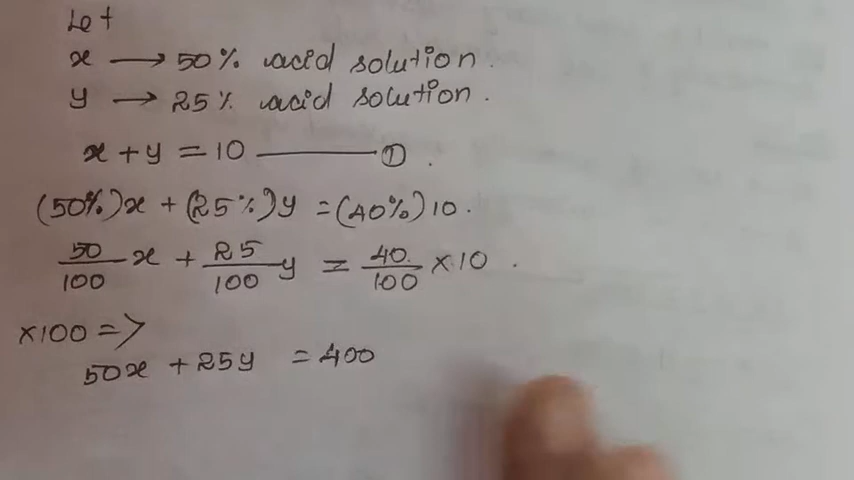 Let
x → 50% acid solution.
y → 25% acid solution.
x + y = 10 ——— ① .
(50%)x + (25%)y = (40%)10.
50/100 x + 25/100 y = 40/100 × 10 .
×100 =>
50x + 25y = 400